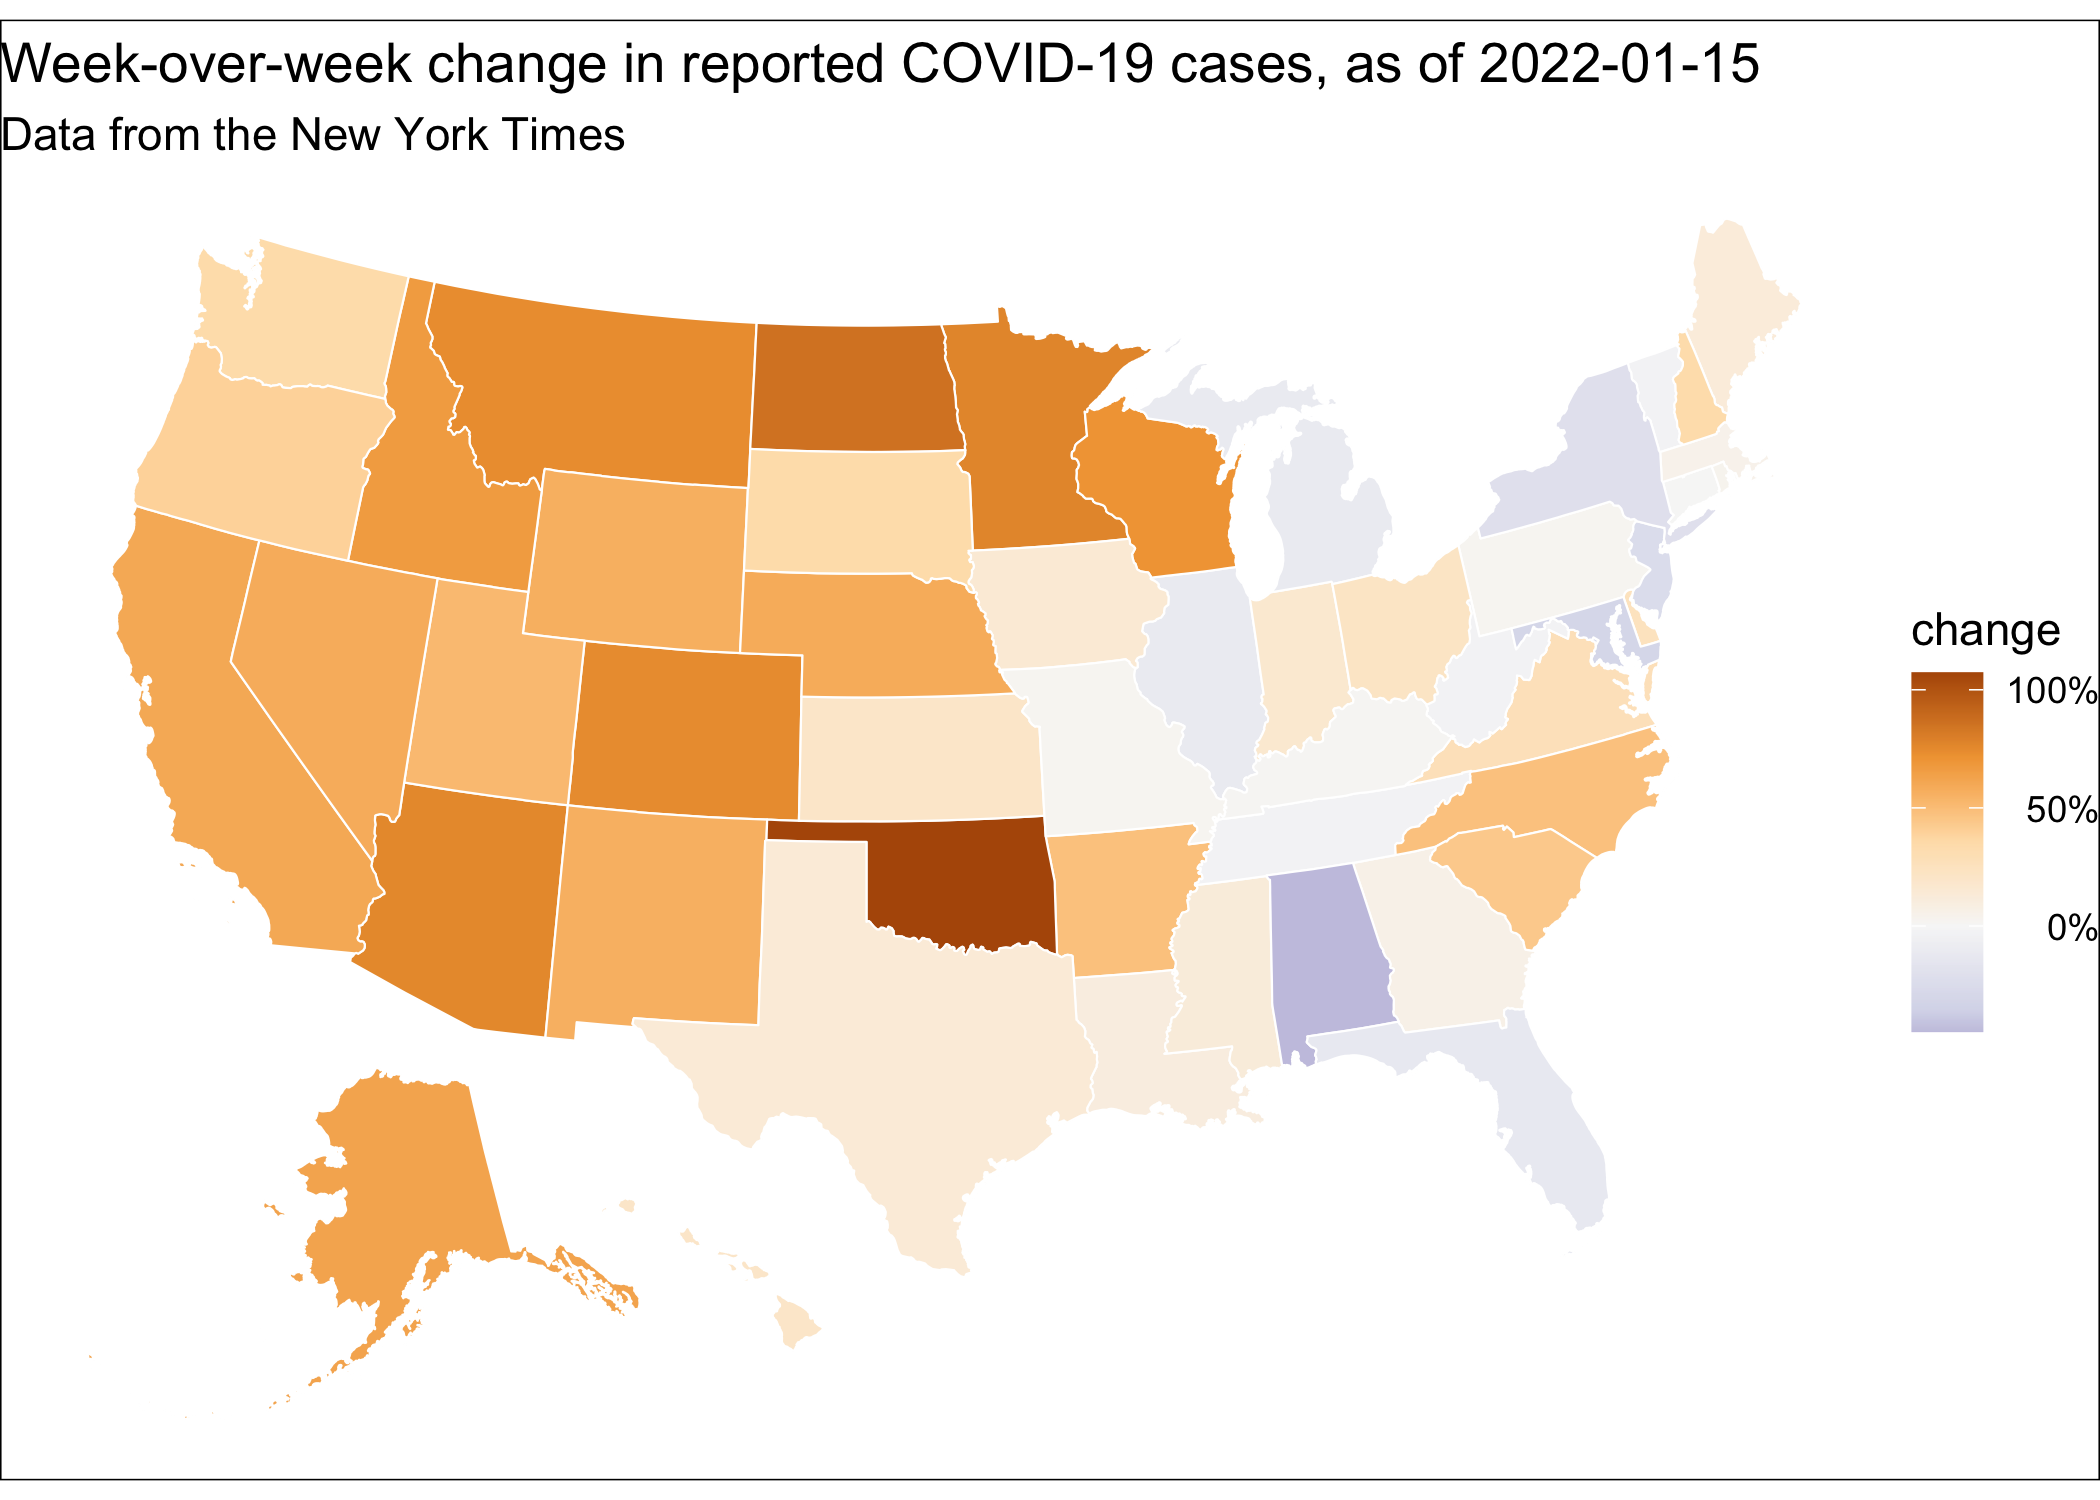 Week-over-week change in reported COVID-19 cases, as of 2022-01-15
Data from the New York Times
change
100%
50%
0%